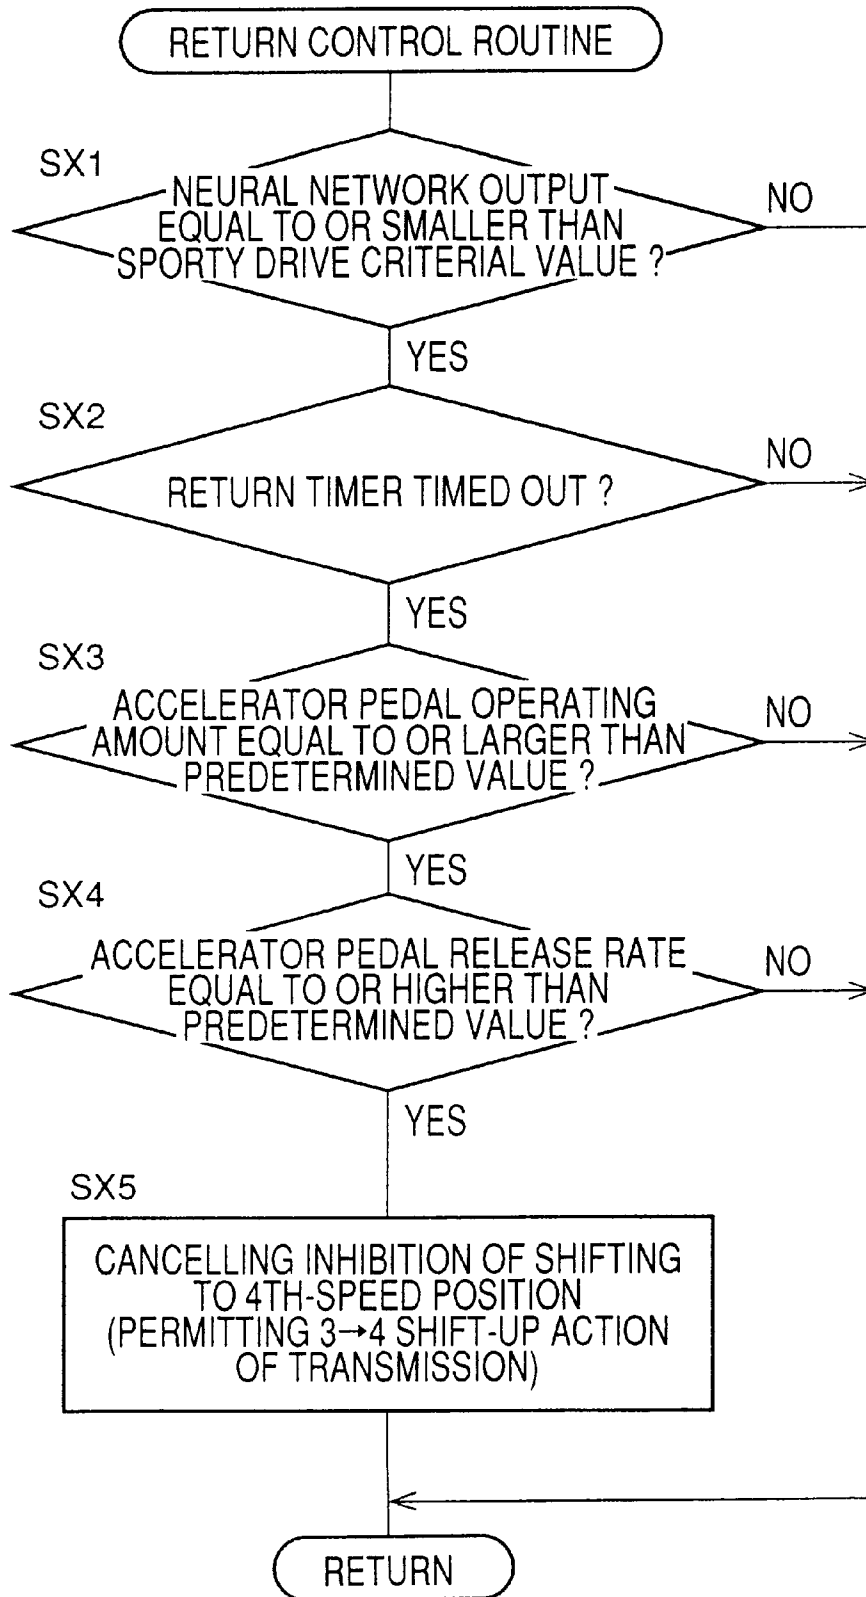 RETURN CONTROL ROUTINE
SX1
NEURAL NETWORK OUTPUT
EQUAL TO OR SMALLER THAN
SPORTY DRIVE CRITERIAL VALUE ?
NO
YES
SX2
RETURN TIMER TIMED OUT ?
NO
YES
SX3
ACCELERATOR PEDAL OPERATING
AMOUNT EQUAL TO OR LARGER THAN
PREDETERMINED VALUE ?
NO
YES
SX4
ACCELERATOR PEDAL RELEASE RATE
EQUAL TO OR HIGHER THAN
PREDETERMINED VALUE ?
NO
YES
SX5
CANCELLING INHIBITION OF SHIFTING
TO 4TH-SPEED POSITION
(PERMITTING 3→4 SHIFT-UP ACTION
OF TRANSMISSION)
RETURN